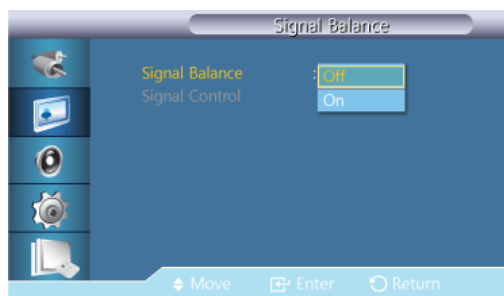 Signal Balance
Signal Balance : Off
Signal Control On
Move Enter Return